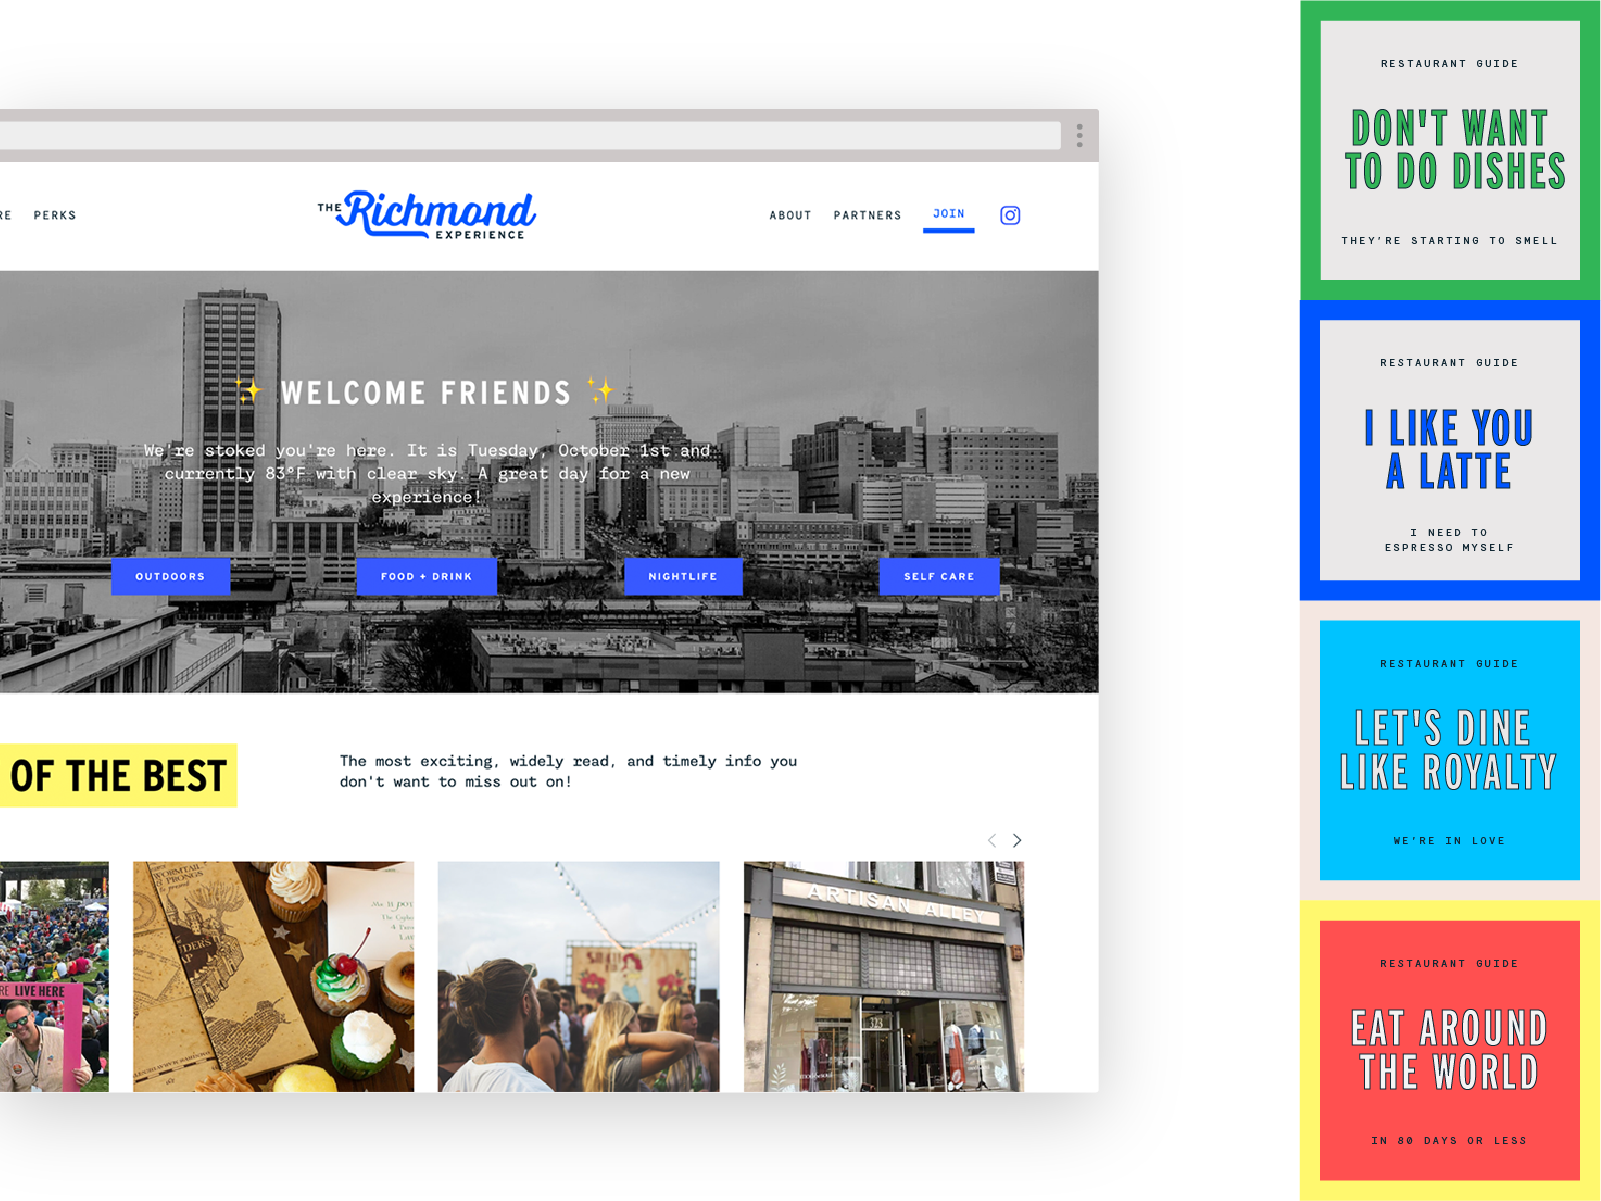 RE PERKS
THE Richmond
EXPERIENCE
ABOUT PARTNERS JOIN
WELCOME FRIENDS
We're stoked you're here. It is Tuesday, October 1st and
currently 83°F with clear sky. A great day for a new
experience!
OUTDOORS
FOOD + DRINK
NIGHTLIFE
SELF CARE
OF THE BEST
The most exciting, widely read, and timely info you
don't want to miss out on!
LIVE HERE
WORMTAIL
& PRONGS
ARTISAN ALLEY
RESTAURANT GUIDE
DON'T WANT
TO DO DISHES
THEY'RE STARTING TO SMELL
RESTAURANT GUIDE
I LIKE YOU
A LATTE
I NEED TO
ESPRESSO MYSELF
RESTAURANT GUIDE
LET'S DINE
LIKE ROYALTY
WE'RE IN LOVE
RESTAURANT GUIDE
EAT AROUND
THE WORLD
IN 80 DAYS OR LESS